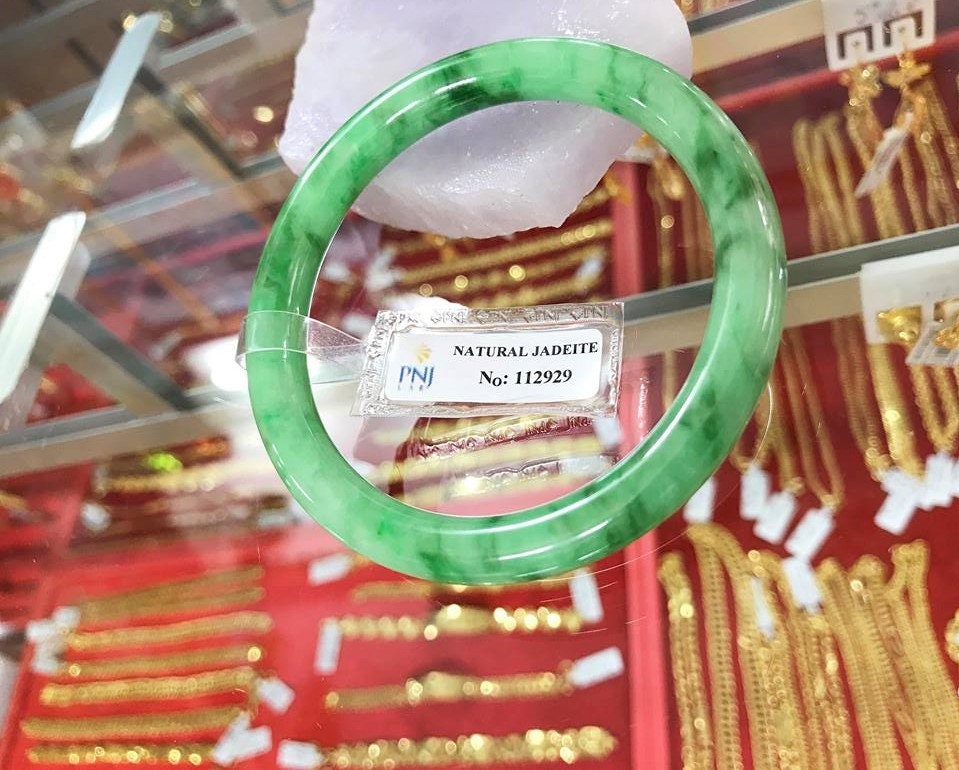 NATURAL JADEITE
PNJ
LAB
No: 112929